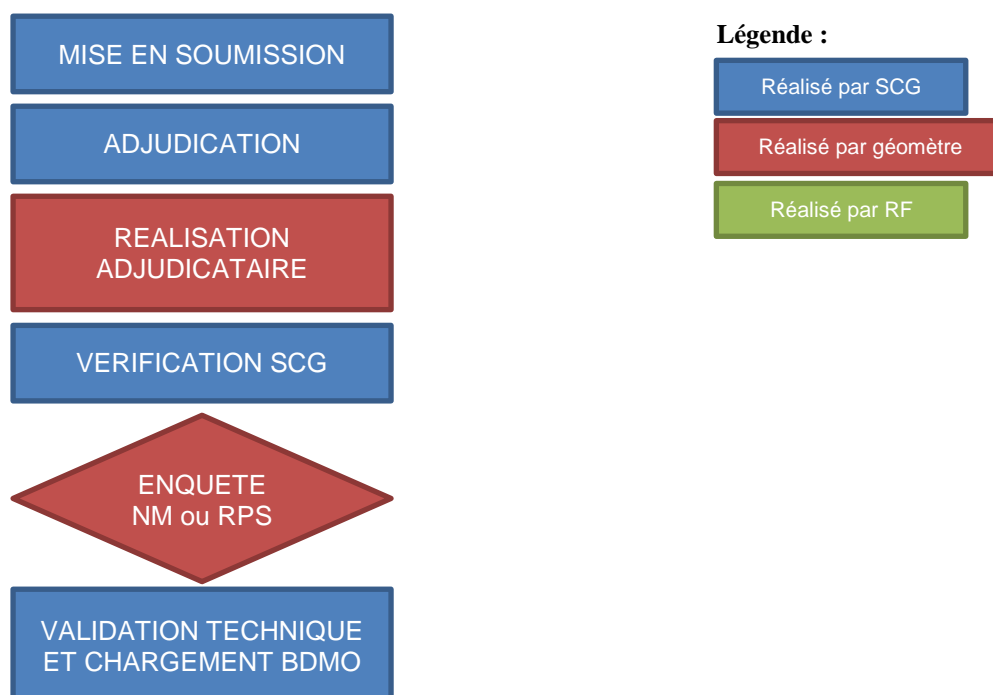 MISE EN SOUMISSION
ADJUDICATION
REALISATION
ADJUDICATAIRE
VERIFICATION SCG
ENQUETE
NM ou RPS
VALIDATION TECHNIQUE
ET CHARGEMENT BDMO
Légende :
Réalisé par SCG
Réalisé par géomètre
Réalisé par RF